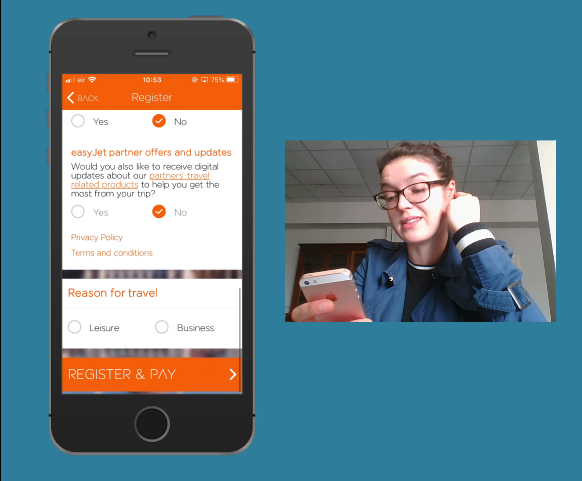 eir 10:53 75%
BACK Register
Yes No
easyJet partner offers and updates
Would you also like to receive digital
updates about our partners' travel
related products to help you get the
most from your trip?
Yes No
Privacy Policy
Terms and conditions
Reason for travel
Leisure Business
REGISTER & PAY